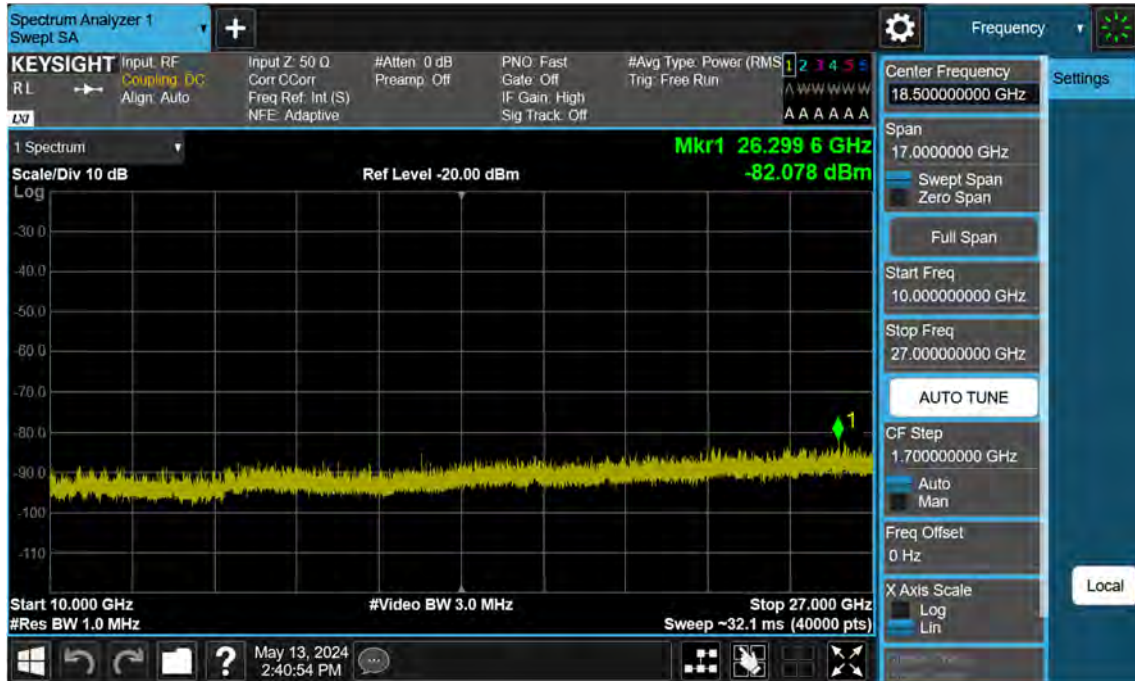 Spectrum Analyzer 1
Swept SA
Frequency
KEYSIGHT
RL
LXI
Input: RF
Coupling: DC
Align: Auto
Input Z: 50 Ω
Corr CCorr
Freq Ref: Int (S)
NFE: Adaptive
#Atten: 0 dB
Preamp: Off
PNO: Fast
Gate: Off
IF Gain: High
Sig Track: Off
#Avg Type: Power (RMS
Trig: Free Run
1 2 3 4 5 6
A W W W W W
A A A A A A
1 Spectrum
Scale/Div 10 dB
Ref Level -20.00 dBm
Mkr1 26.299 6 GHz
-82.078 dBm
Log
-30.0
-40.0
-50.0
-60.0
-70.0
-80.0
-90.0
-100
-110
1
Start 10.000 GHz
#Video BW 3.0 MHz
Stop 27.000 GHz
#Res BW 1.0 MHz
Sweep ~32.1 ms (40000 pts)
Center Frequency
18.500000000 GHz
Span
17.0000000 GHz
Swept Span
Zero Span
Full Span
Start Freq
10.000000000 GHz
Stop Freq
27.000000000 GHz
AUTO TUNE
CF Step
1.700000000 GHz
Auto
Man
Freq Offset
0 Hz
X Axis Scale
Log
Lin
Settings
Local
?
May 13, 2024
2:40:54 PM